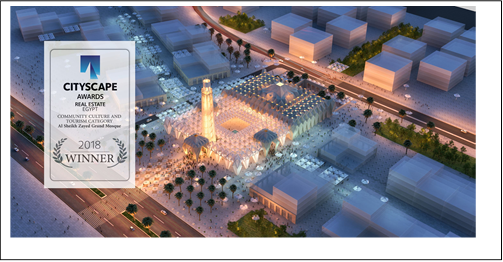 CITYSCAPE
AWARDS
REAL ESTATE
EGYPT
COMMUNITY CULTURE AND
TOURISM CATEGORY
Al Sheikh Zayed Grand Mosque
2018
WINNER